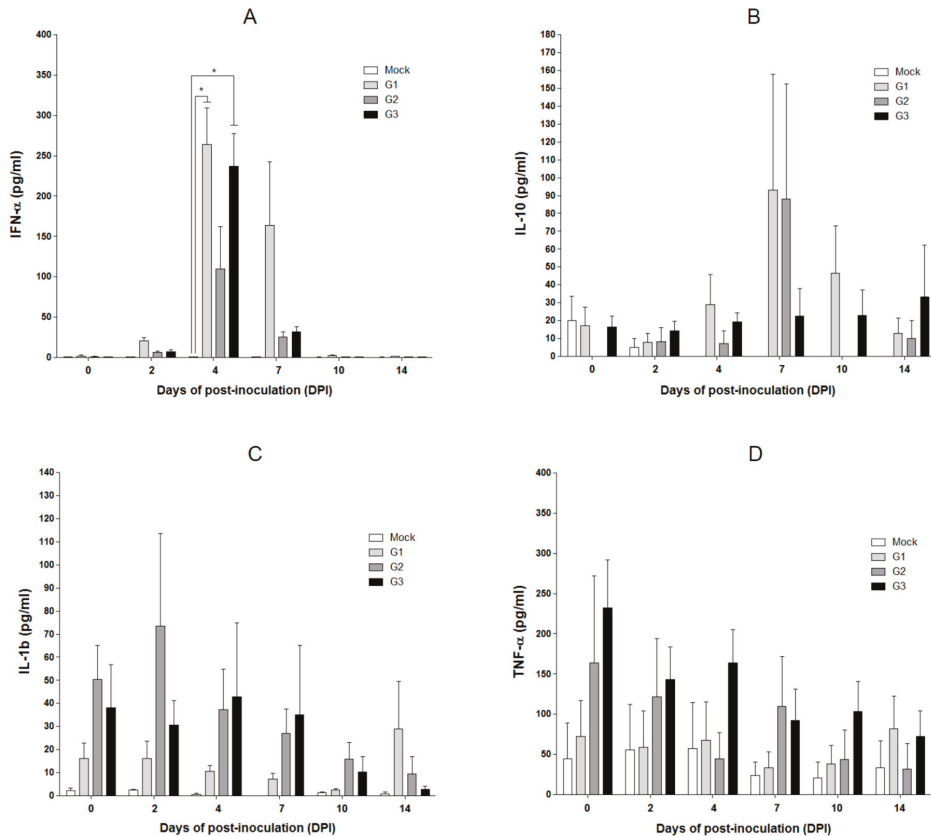 A
IFN-α (pg/ml)
400
350
300
250
200
150
100
50
0
*
*
Mock
G1
G2
G3
0 2 4 7 10 14
Days of post-inoculation (DPI)
B
IL-10 (pg/ml)
180
170
160
150
140
130
120
110
100
90
80
70
60
50
40
30
20
10
0
Mock
G1
G2
G3
0 2 4 7 10 14
Days of post-inoculation (DPI)
C
IL-1b (pg/ml)
140
130
120
110
100
90
80
70
60
50
40
30
20
10
0
Mock
G1
G2
G3
0 2 4 7 10 14
Days of post-inoculation (DPI)
D
TNF-α (pg/ml)
400
350
300
250
200
150
100
50
0
Mock
G1
G2
G3
0 2 4 7 10 14
Days of post-inoculation (DPI)